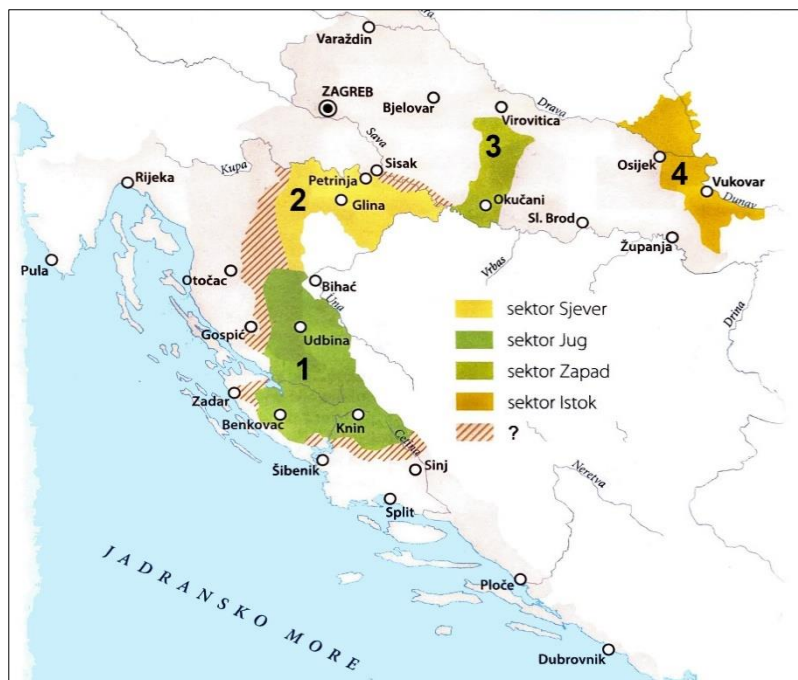 Varaždin
ZAGREB
Bjelovar
Virovitica
Drava
Sava
3
Kupa
Sisak
Petrinja
Osijek
4
Rijeka
2
Glina
Okučani
Vukovar
Dunav
Sl. Brod
Županja
Pula
Otočac
Bihać
Una
Vrbas
Drina
sektor Sjever
Gospić
Udbina
sektor Jug
1
sektor Zapad
Zadar
sektor Istok
Benkovac
Knin
?
Cetina
Šibenik
Sinj
Neretva
Split
JADRANSKO MORE
Ploče
Dubrovnik